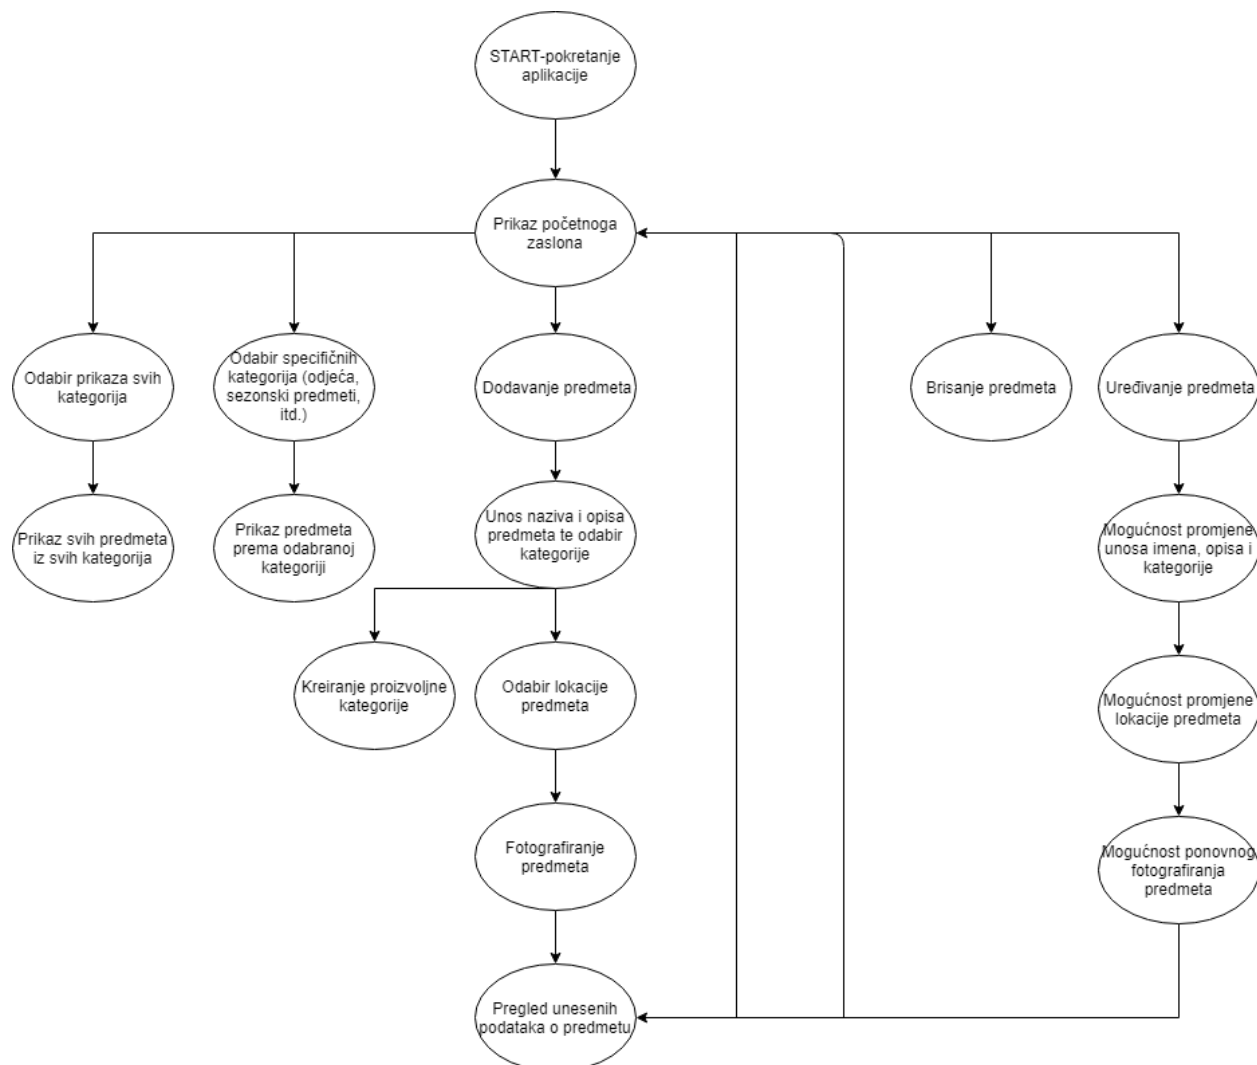 START-pokretanje
aplikacije
Prikaz početnoga
zaslona
Odabir prikaza svih
kategorija
Odabir specifičnih
kategorija (odjeća,
sezonski predmeti,
itd.)
Dodavanje predmeta
Brisanje predmeta
Uređivanje predmeta
Prikaz svih predmeta
iz svih kategorija
Prikaz predmeta
prema odabranoj
kategoriji
Unos naziva i opisa
predmeta te odabir
kategorije
Mogućnost promjene
unosa imena, opisa i
kategorije
Kreiranje proizvoljne
kategorije
Odabir lokacije
predmeta
Mogućnost promjene
lokacije predmeta
Fotografiranje
predmeta
Mogućnost ponovnog
fotografiranja
predmeta
Pregled unesenih
podataka o predmetu